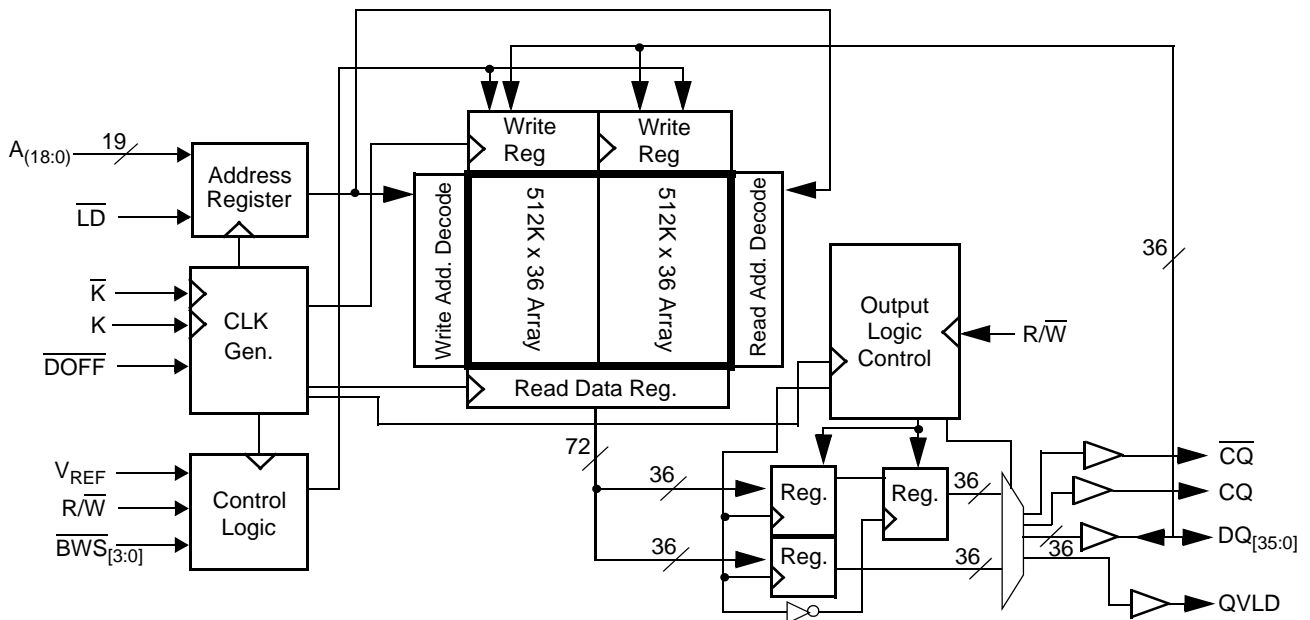 A(18:0)
19
LD
Address
Register
K
K
DOFF
CLK
Gen.
VREF
R/W
BWS[3:0]
Control
Logic
Write
Reg
Write
Reg
Write Add. Decode
512K x 36 Array
512K x 36 Array
Read Add. Decode
Read Data Reg.
72
36
36
Output
Logic
Control
R/W
36
Reg.
Reg.
Reg.
36
36
36
CQ
CQ
DQ[35:0]
QVLD